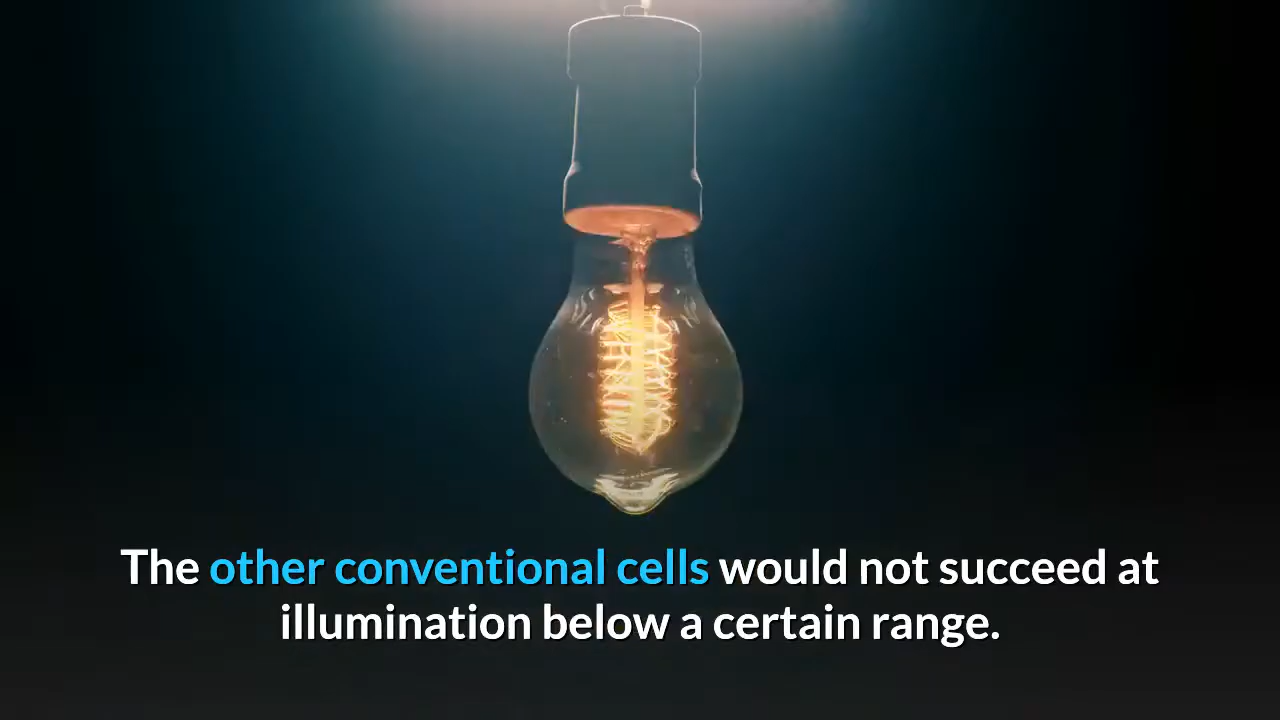 The other conventional cells would not succeed at
illumination below a certain range.